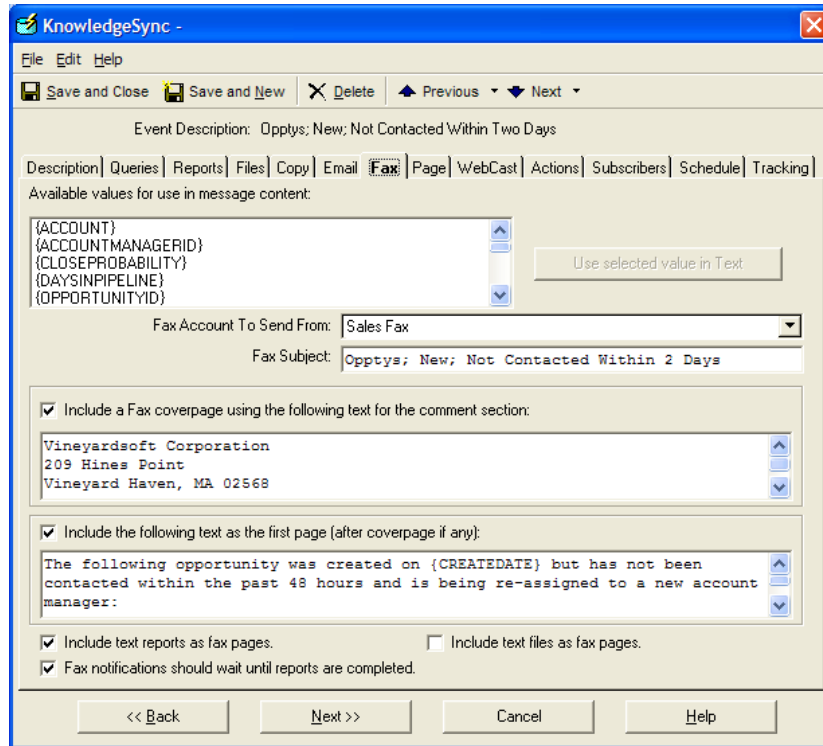 KnowledgeSync -
File Edit Help
Save and Close Save and New Delete Previous Next
Event Description: Opptys; New; Not Contacted Within Two Days
Description Queries Reports Files Copy Email Fax Page WebCast Actions Subscribers Schedule Tracking
Available values for use in message content:
{ACCOUNT}
{ACCOUNTMANAGERID}
{CLOSEPROBABILITY}
{DAYSINPIPELINE}
{OPPORTUNITYID}
Use selected value in Text
Fax Account To Send From: Sales Fax
Fax Subject: Opptys; New; Not Contacted Within 2 Days
Include a Fax coverpage using the following text for the comment section:
Vineyardsoft Corporation
209 Hines Point
Vineyard Haven, MA 02568
Include the following text as the first page (after coverpage if any):
The following opportunity was created on {CREATEDATE} but has not been
contacted within the past 48 hours and is being re-assigned to a new account
manager:
Include text reports as fax pages. Include text files as fax pages.
Fax notifications should wait until reports are completed.
<< Back Next >> Cancel Help